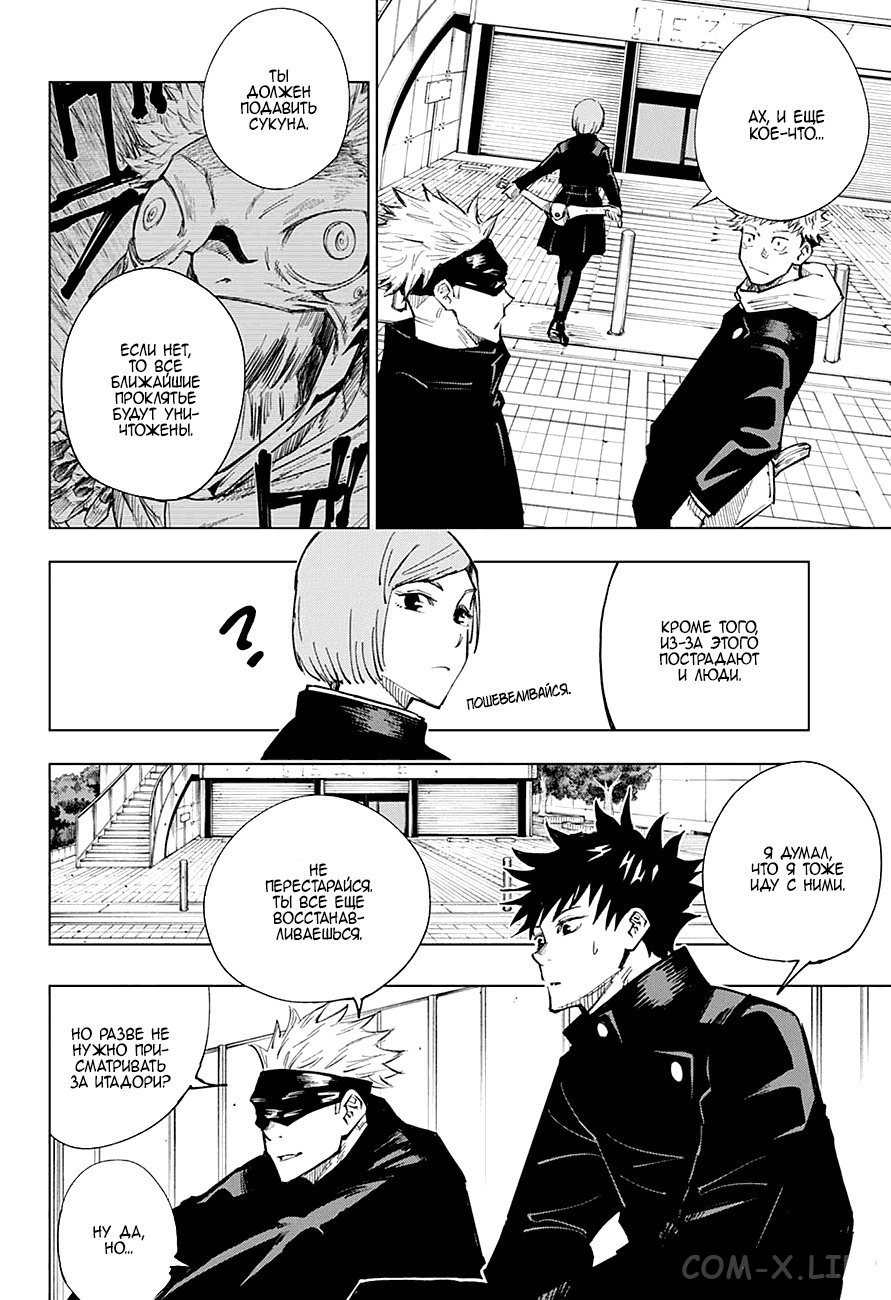 АХ, И ЕЩЕ
КОЕ-ЧТО...
ТЫ
ДОЛЖЕН
ПОДАВИТЬ
СУКУНА.
ЕСЛИ НЕТ,
ТО ВСЕ
БЛИЖАЙШИЕ
ПРОКЛЯТЬЕ
БУДУТ УНИ-
ЧТОЖЕНЫ.
КРОМЕ ТОГО,
ИЗ-ЗА ЭТОГО
ПОСТРАДАЮТ
И ЛЮДИ.
ПОШЕВЕЛИВАЙСЯ.
?
Я ДУМАЛ,
ЧТО Я ТОЖЕ
ИДУ С НИМИ.
НЕ
ПЕРЕСТАРАЙСЯ.
ТЫ ВСЕ ЕЩЕ
ВОССТАНАВ-
ЛИВАЕШЬСЯ.
НО РАЗВЕ НЕ
НУЖНО ПРИ-
СМАТРИВАТЬ
ЗА ИТАДОРИ?
НУ ДА,
НО...